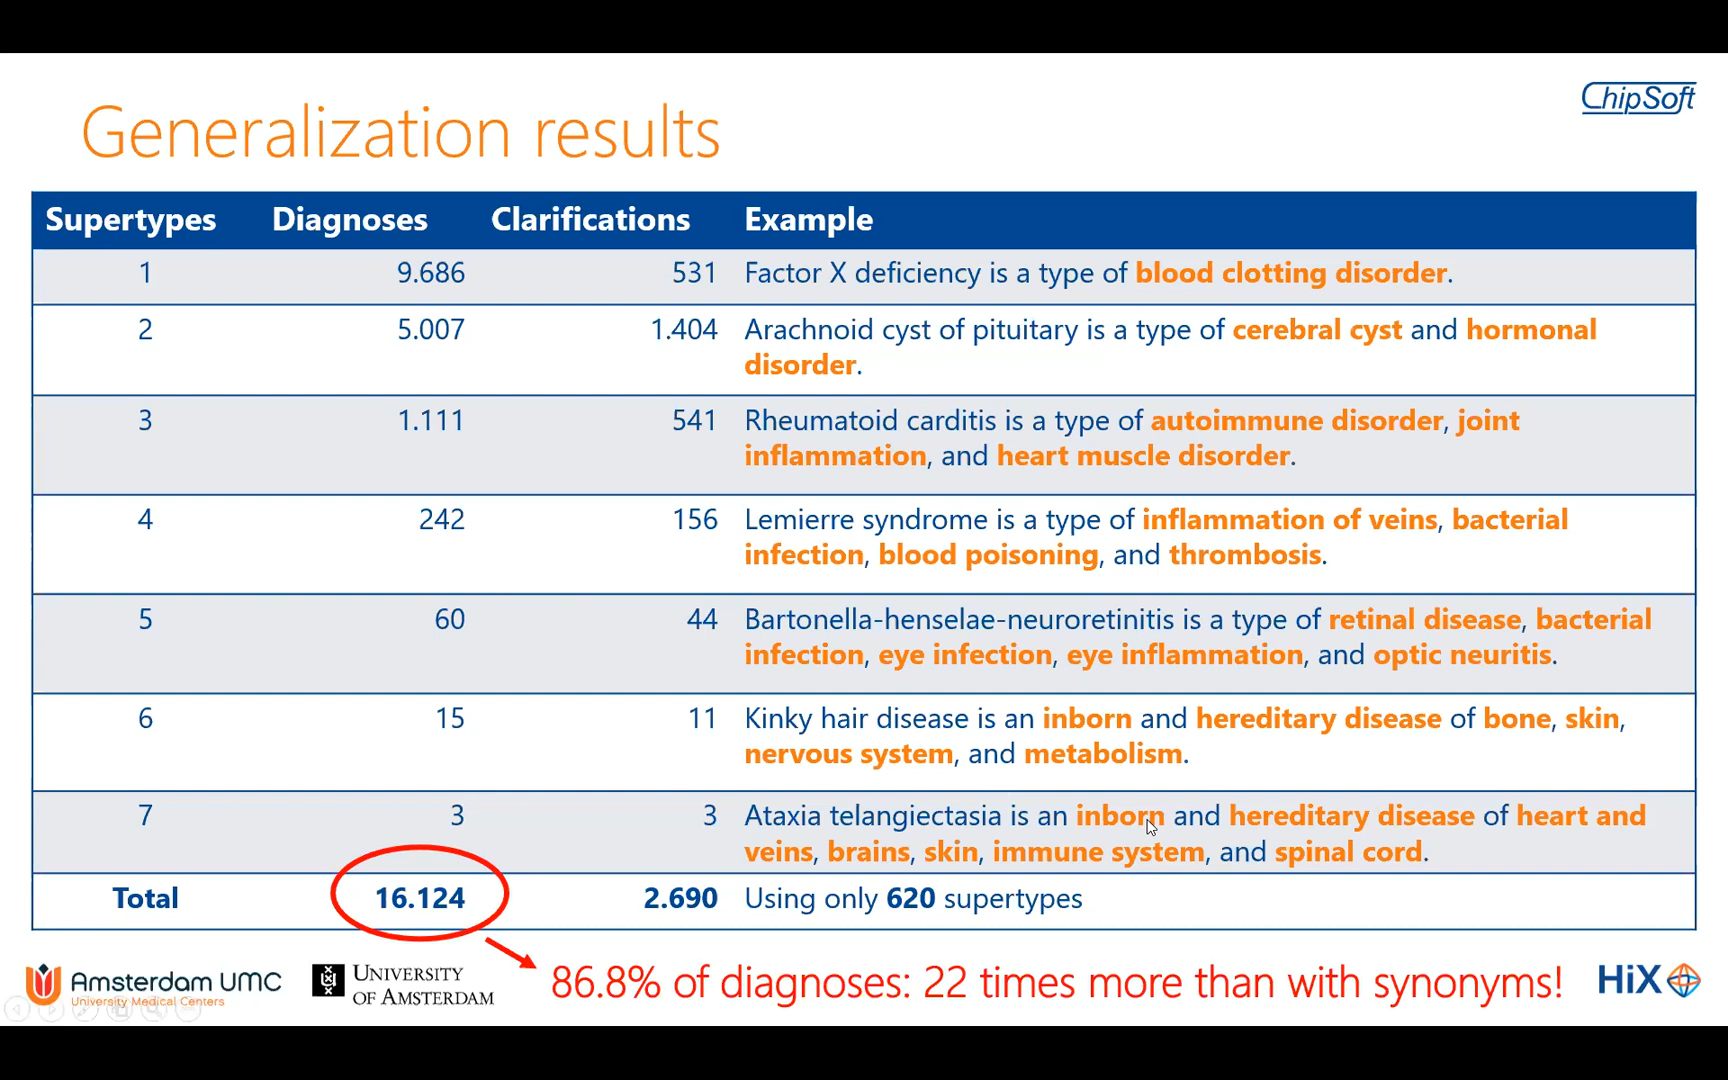 ChipSoft
Generalization results
Supertypes Diagnoses Clarifications Example
1 9.686 531 Factor X deficiency is a type of blood clotting disorder.
2 5.007 1.404 Arachnoid cyst of pituitary is a type of cerebral cyst and hormonal
disorder.
3 1.111 541 Rheumatoid carditis is a type of autoimmune disorder, joint
inflammation, and heart muscle disorder.
4 242 156 Lemierre syndrome is a type of inflammation of veins, bacterial
infection, blood poisoning, and thrombosis.
5 60 44 Bartonella-henselae-neuroretinitis is a type of retinal disease, bacterial
infection, eye infection, eye inflammation, and optic neuritis.
6 15 11 Kinky hair disease is an inborn and hereditary disease of bone, skin,
nervous system, and metabolism.
7 3 3 Ataxia telangiectasia is an inborn and hereditary disease of heart and
veins, brains, skin, immune system, and spinal cord.
Total 16.124 2.690 Using only 620 supertypes
86.8% of diagnoses: 22 times more than with synonyms!
Amsterdam UMC
University Medical Centers
UNIVERSITY
OF AMSTERDAM
HiX